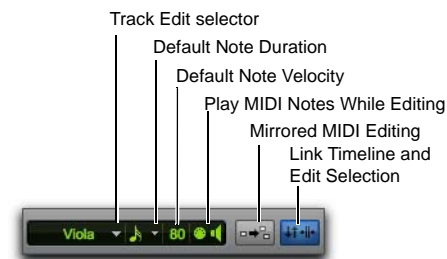 Track Edit selector
Default Note Duration
Default Note Velocity
Play MIDI Notes While Editing
Mirrored MIDI Editing
Link Timeline and
Edit Selection
Viola 80